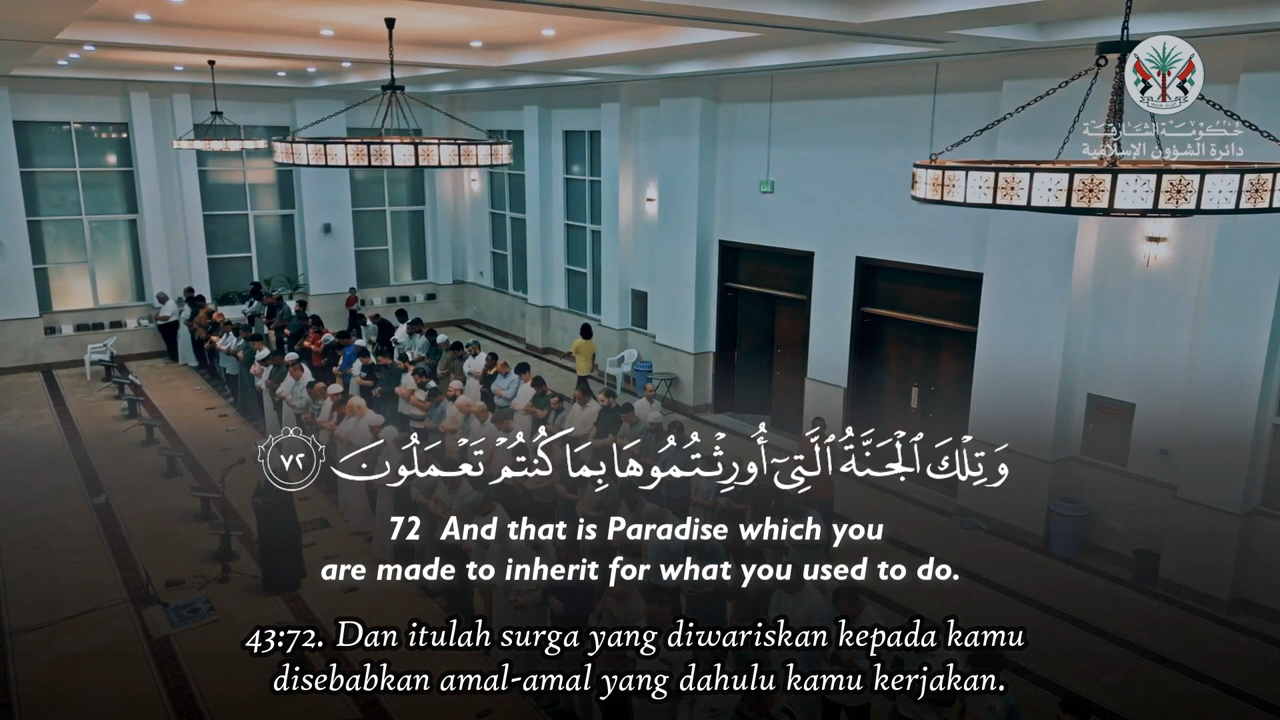 حكومة الشارقة
دائرة الشؤون الإسلامية
وَتِلْكَ ٱلْجَنَّةُ ٱلَّتِىٓ أُورِثْتُمُوهَا بِمَا كُنتُمْ تَعْمَلُونَ ٧٢
72 And that is Paradise which you
are made to inherit for what you used to do.
43:72. Dan itulah surga yang diwariskan kepada kamu
disebabkan amal-amal yang dahulu kamu kerjakan.